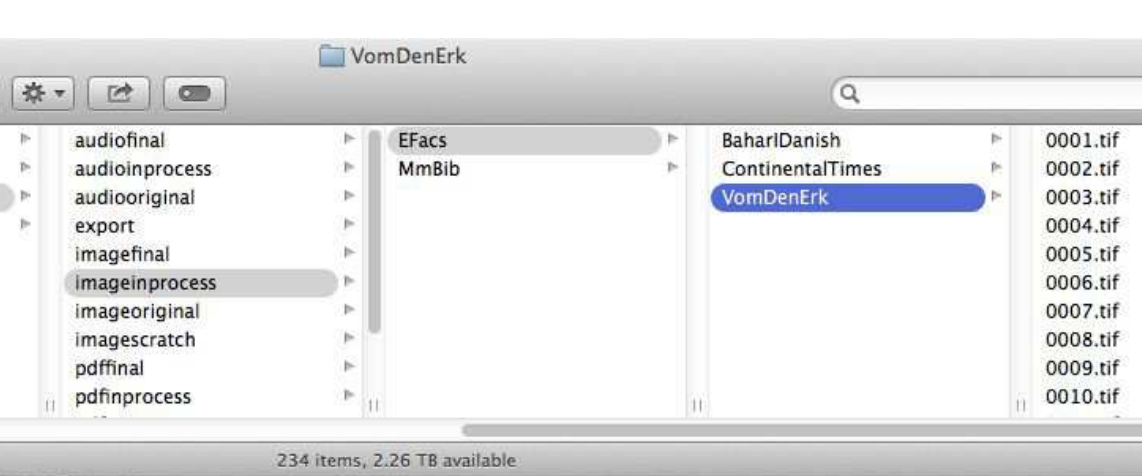 VomDenErk
audiofinal
audioinprocess
audiooriginal
export
imagefinal
imageinprocess
imageoriginal
imagescratch
pdffinal
pdfinprocess
EFacs
MmBib
BaharIDanish
ContinentalTimes
VomDenErk
0001.tif
0002.tif
0003.tif
0004.tif
0005.tif
0006.tif
0007.tif
0008.tif
0009.tif
0010.tif
234 items, 2.26 TB available